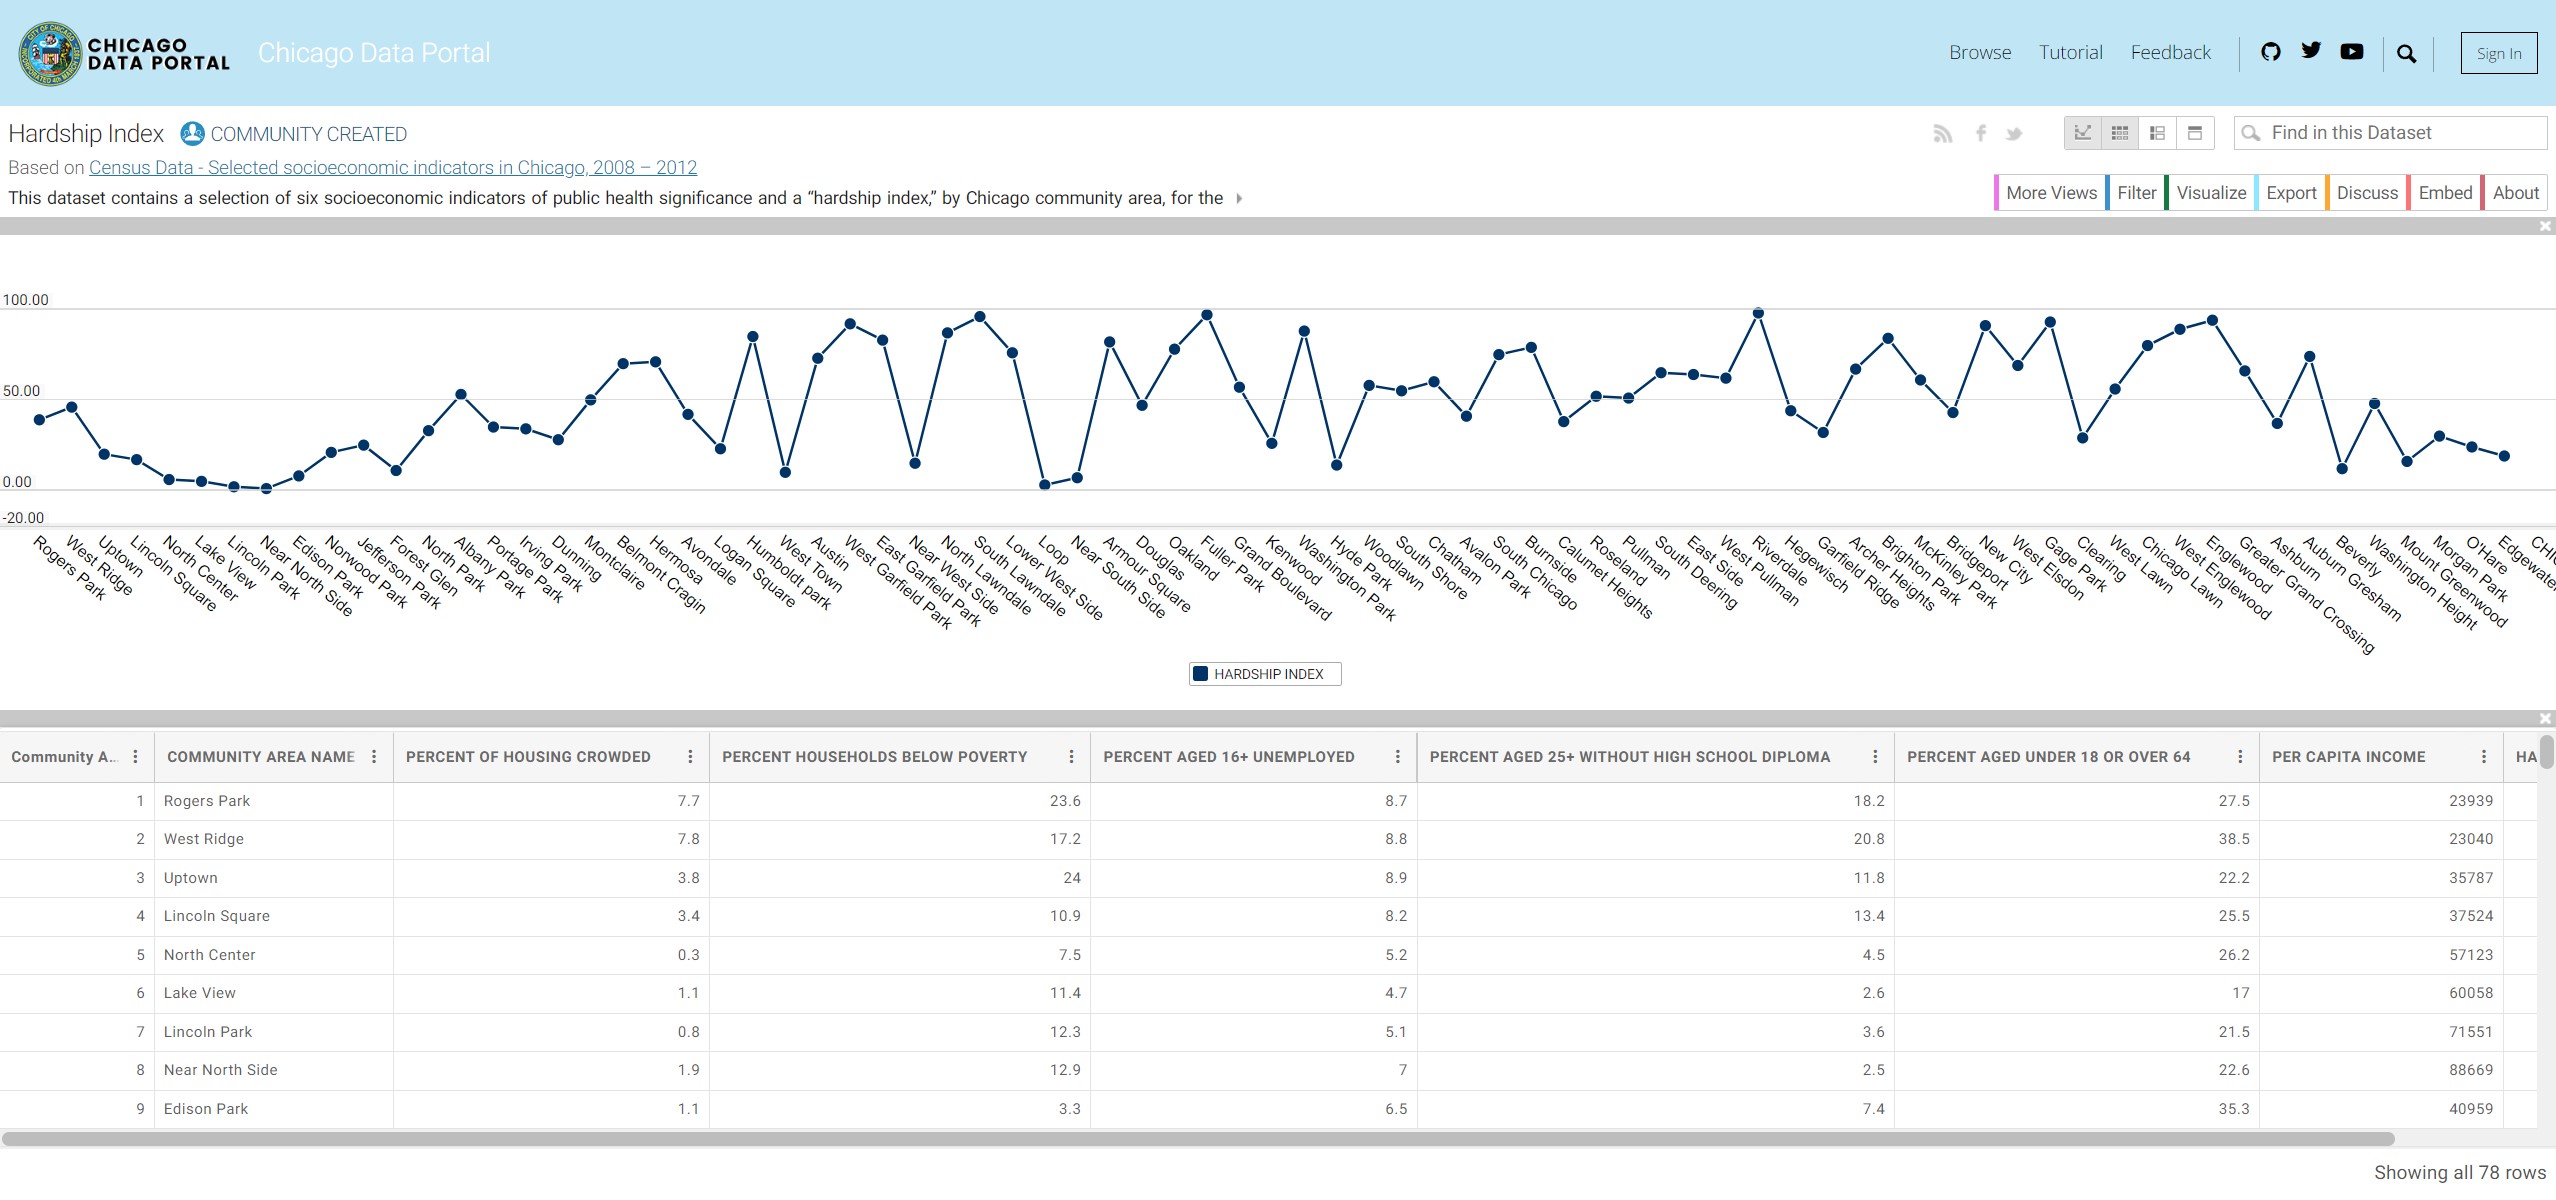 CHICAGO
DATA PORTAL
Chicago Data Portal
Browse
Tutorial
Feedback
Sign In
Hardship Index
COMMUNITY CREATED
Find in this Dataset
Based on Census Data - Selected socioeconomic indicators in Chicago, 2008 – 2012
This dataset contains a selection of six socioeconomic indicators of public health significance and a “hardship index,” by Chicago community area, for the
More Views
Filter
Visualize
Export
Discuss
Embed
About
100.00
50.00
0.00
-20.00
Rogers Park
West Ridge
Uptown
Lincoln Square
North Center
Lake View
Lincoln Park
Near North Side
Edison Park
Norwood Park
Jefferson Park
Forest Glen
North Park
Albany Park
Portage Park
Irving Park
Dunning
Montclaire
Belmont Cragin
Hermosa
Avondale
Logan Square
Humboldt park
West Town
Austin
West Garfield Park
East Garfield Park
Near West Side
North Lawndale
South Lawndale
Lower West Side
Loop
Near South Side
Armour Square
Douglas
Oakland
Fuller Park
Grand Boulevard
Kenwood
Washington Park
Hyde Park
Woodlawn
South Shore
Chatham
Avalon Park
South Chicago
Burnside
Calumet Heights
Roseland
Pullman
South Deering
East Side
West Pullman
Riverdale
Hegewisch
Garfield Ridge
Archer Heights
Brighton Park
McKinley Park
Bridgeport
New City
West Elsdon
Gage Park
Clearing
West Lawn
Chicago Lawn
West Englewood
Englewood
Greater Grand Crossing
Ashburn
Auburn Gresham
Beverly
Washington Height
Mount Greenwood
Morgan Park
O'Hare
Edgewate
CHIC
HARDSHIP INDEX
Community A... COMMUNITY AREA NAME PERCENT OF HOUSING CROWDED PERCENT HOUSEHOLDS BELOW POVERTY PERCENT AGED 16+ UNEMPLOYED PERCENT AGED 25+ WITHOUT HIGH SCHOOL DIPLOMA PERCENT AGED UNDER 18 OR OVER 64 PER CAPITA INCOME HA
1 Rogers Park 7.7 23.6 8.7 18.2 27.5 23939
2 West Ridge 7.8 17.2 8.8 20.8 38.5 23040
3 Uptown 3.8 24 8.9 11.8 22.2 35787
4 Lincoln Square 3.4 10.9 8.2 13.4 25.5 37524
5 North Center 0.3 7.5 5.2 4.5 26.2 57123
6 Lake View 1.1 11.4 4.7 2.6 17 60058
7 Lincoln Park 0.8 12.3 5.1 3.6 21.5 71551
8 Near North Side 1.9 12.9 7 2.5 22.6 88669
9 Edison Park 1.1 3.3 6.5 7.4 35.3 40959
Showing all 78 rows